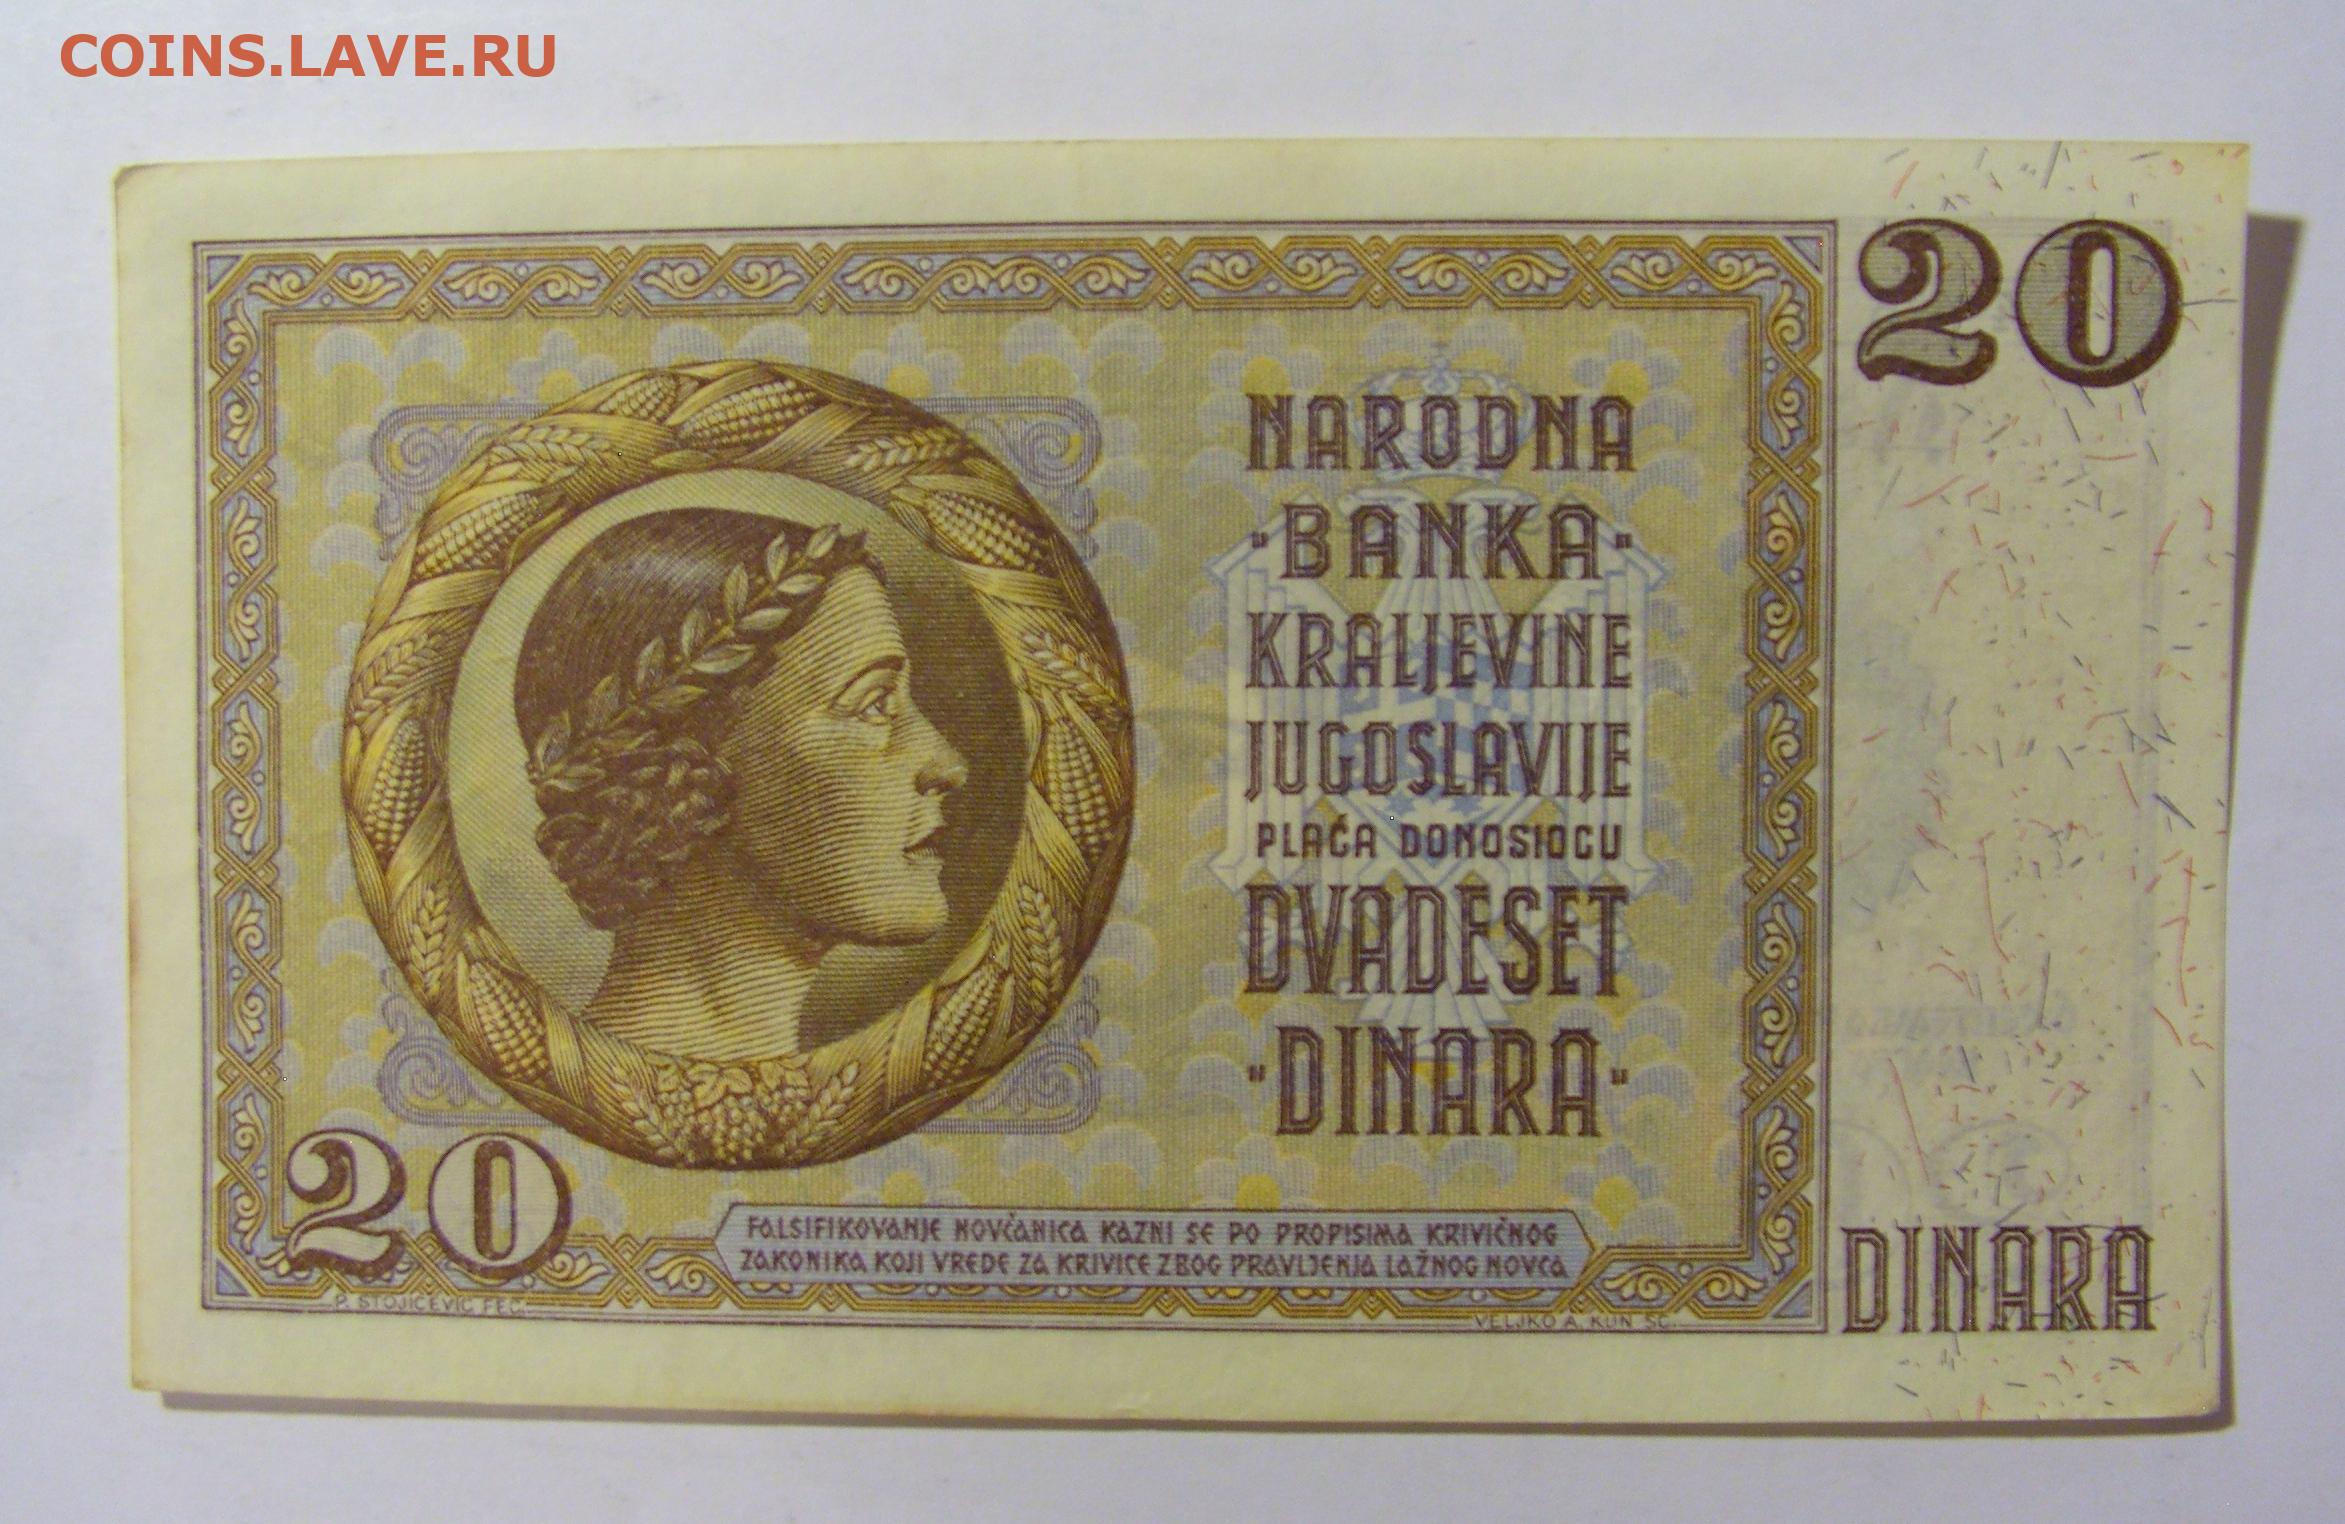 COINS.LAVE.RU
20
NARODNA
BANKA
KRALJEVINE
JUGOSLAVIJE
PLAĆA DONOSIOCU
DVADESET
DINARA
20
FALSIFIKOVANJE NOVČANICA KAZNI SE PO PROPISIMA KRIVIČNOG
ZAKONIKA KOJI VREDE ZA KRIVICE ZBOG PRAVLJENJA LAŽNOG NOVCA
DINARA
P. STOJIĆEVIĆ FEC.
VELJKO A. KUN SC.